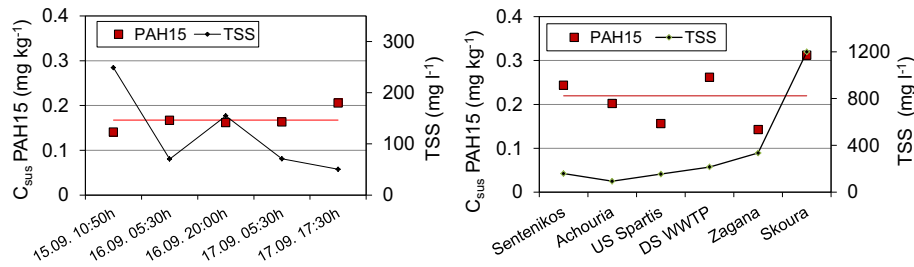 0.4
0.3
0.2
0.1
0
C_sus PAH15 (mg kg⁻¹)
PAH15
TSS
300
200
100
0
TSS (mg l⁻¹)
15.09. 10:50h
16.09. 05:30h
16.09. 20:00h
17.09. 05:30h
17.09. 17:30h
0.4
0.3
0.2
0.1
0
C_sus PAH15 (mg kg⁻¹)
PAH15
TSS
1200
800
400
0
TSS (mg l⁻¹)
Sentenikos
Achouria
US Spartis
DS WWTP
Zagana
Skoura